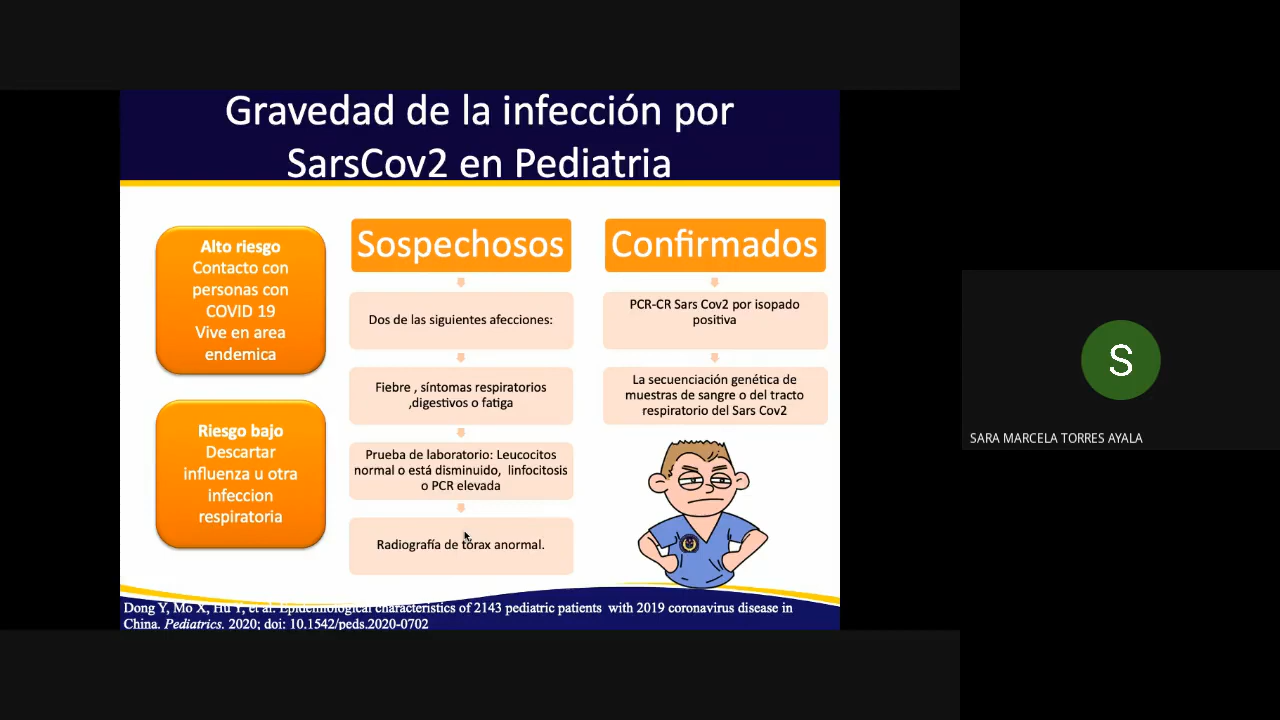 Gravedad de la infección por
SarsCov2 en Pediatria
Alto riesgo
Contacto con
personas con
COVID 19
Vive en area
endemica
Riesgo bajo
Descartar
influenza u otra
infeccion
respiratoria
Sospechosos
Dos de las siguientes afecciones:
Fiebre , síntomas respiratorios
,digestivos o fatiga
Prueba de laboratorio: Leucocitos
normal o está disminuido, linfocitosis
o PCR elevada
Radiografía de tórax anormal.
Confirmados
PCR-CR Sars Cov2 por isopado
positiva
La secuenciación genética de
muestras de sangre o del tracto
respiratorio del Sars Cov2
Dong Y, Mo X, Hu Y, et al. Epidemiological characteristics of 2143 pediatric patients with 2019 coronavirus disease in
China. Pediatrics. 2020; doi: 10.1542/peds.2020-0702
S
SARA MARCELA TORRES AYALA